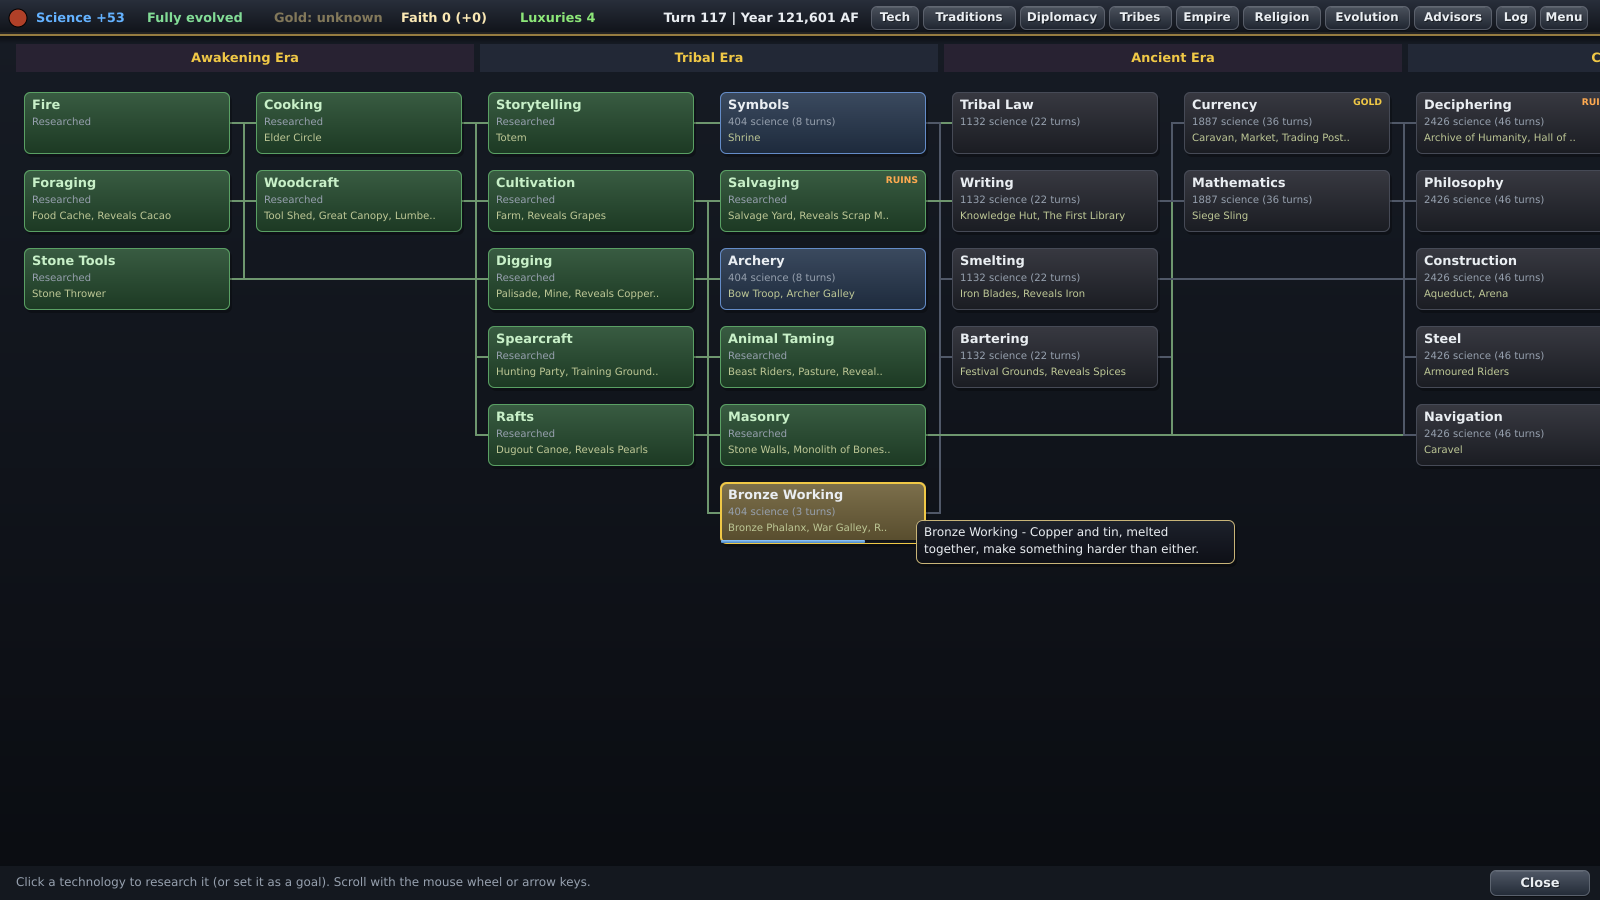 Science +53
Fully evolved
Gold: unknown
Faith 0 (+0)
Luxuries 4
Turn 117 | Year 121,601 AF
Tech
Traditions
Diplomacy
Tribes
Empire
Religion
Evolution
Advisors
Log
Menu
Awakening Era
Tribal Era
Ancient Era
C
Fire
Researched
Cooking
Researched
Elder Circle
Storytelling
Researched
Totem
Symbols
404 science (8 turns)
Shrine
Tribal Law
1132 science (22 turns)
Currency
GOLD
1887 science (36 turns)
Caravan, Market, Trading Post..
Deciphering
RUI
2426 science (46 turns)
Archive of Humanity, Hall of ..
Foraging
Researched
Food Cache, Reveals Cacao
Woodcraft
Researched
Tool Shed, Great Canopy, Lumbe..
Cultivation
Researched
Farm, Reveals Grapes
Salvaging
RUINS
Researched
Salvage Yard, Reveals Scrap M..
Writing
1132 science (22 turns)
Knowledge Hut, The First Library
Mathematics
1887 science (36 turns)
Siege Sling
Philosophy
2426 science (46 turns)
Stone Tools
Researched
Stone Thrower
Digging
Researched
Palisade, Mine, Reveals Copper..
Archery
404 science (8 turns)
Bow Troop, Archer Galley
Smelting
1132 science (22 turns)
Iron Blades, Reveals Iron
Construction
2426 science (46 turns)
Aqueduct, Arena
Spearcraft
Researched
Hunting Party, Training Ground..
Animal Taming
Researched
Beast Riders, Pasture, Reveal..
Bartering
1132 science (22 turns)
Festival Grounds, Reveals Spices
Steel
2426 science (46 turns)
Armoured Riders
Rafts
Researched
Dugout Canoe, Reveals Pearls
Masonry
Researched
Stone Walls, Monolith of Bones..
Navigation
2426 science (46 turns)
Caravel
Bronze Working
404 science (3 turns)
Bronze Phalanx, War Galley, R..
Bronze Working - Copper and tin, melted
together, make something harder than either.
Click a technology to research it (or set it as a goal). Scroll with the mouse wheel or arrow keys.
Close